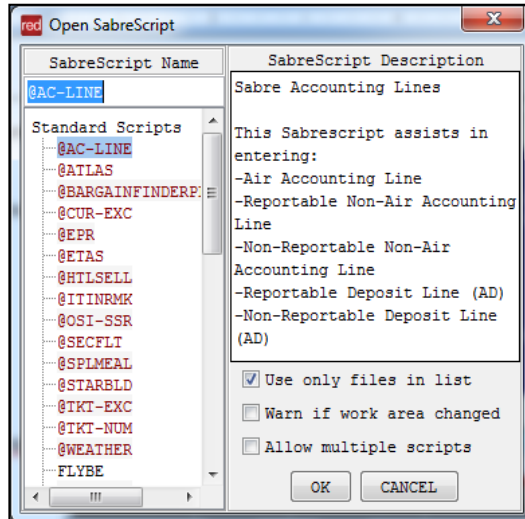 red Open SabreScript
SabreScript Name
@AC-LINE
Standard Scripts
@AC-LINE
@ATLAS
@BARGAINFINDERP
@CUR-EXC
@EPR
@ETAS
@HTLSELL
@ITINRMK
@OSI-SSR
@SECFLT
@SPLMEAL
@STARBLD
@TKT-EXC
@TKT-NUM
@WEATHER
FLYBE
SabreScript Description
Sabre Accounting Lines
This Sabrescript assists in
entering:
-Air Accounting Line
-Reportable Non-Air Accounting
Line
-Non-Reportable Non-Air
Accounting Line
-Reportable Deposit Line (AD)
-Non-Reportable Deposit Line
(AD)
Use only files in list
Warn if work area changed
Allow multiple scripts
OK CANCEL